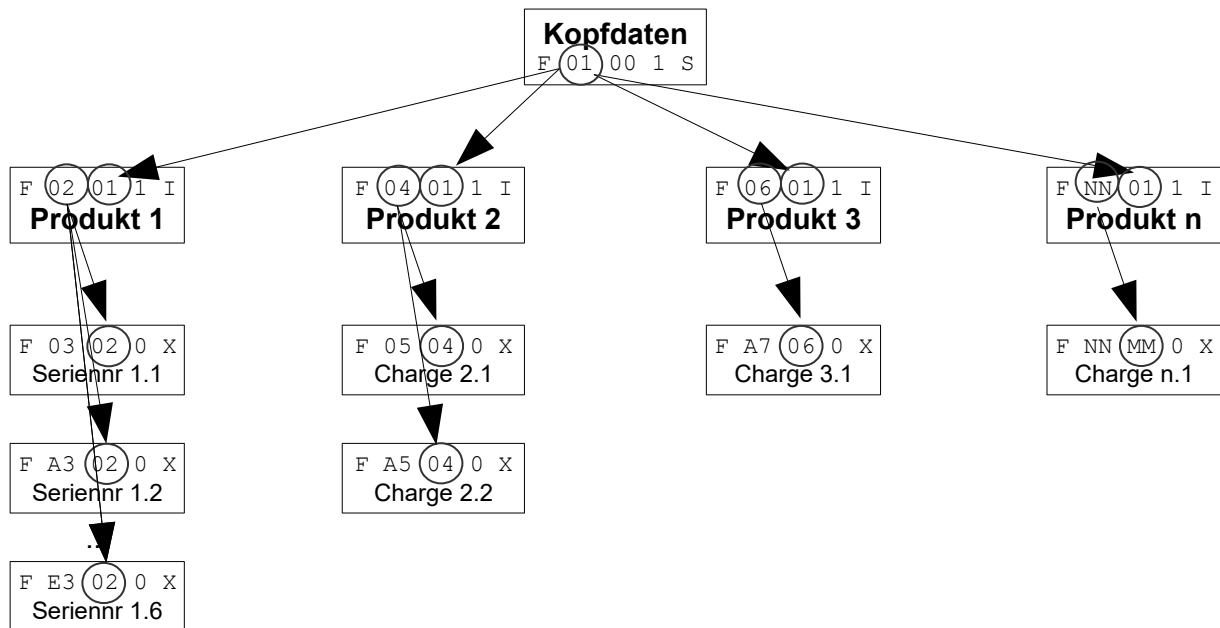 Kopfdaten
F 01 00 1 S
F 02 01 1 I
Produkt 1
F 04 01 1 I
Produkt 2
F 06 01 1 I
Produkt 3
F NN 01 1 I
Produkt n
F 03 02 0 X
Seriennr 1.1
F 05 04 0 X
Charge 2.1
F A7 06 0 X
Charge 3.1
F NN MM 0 X
Charge n.1
F A3 02 0 X
Seriennr 1.2
F A5 04 0 X
Charge 2.2
...
F E3 02 0 X
Seriennr 1.6